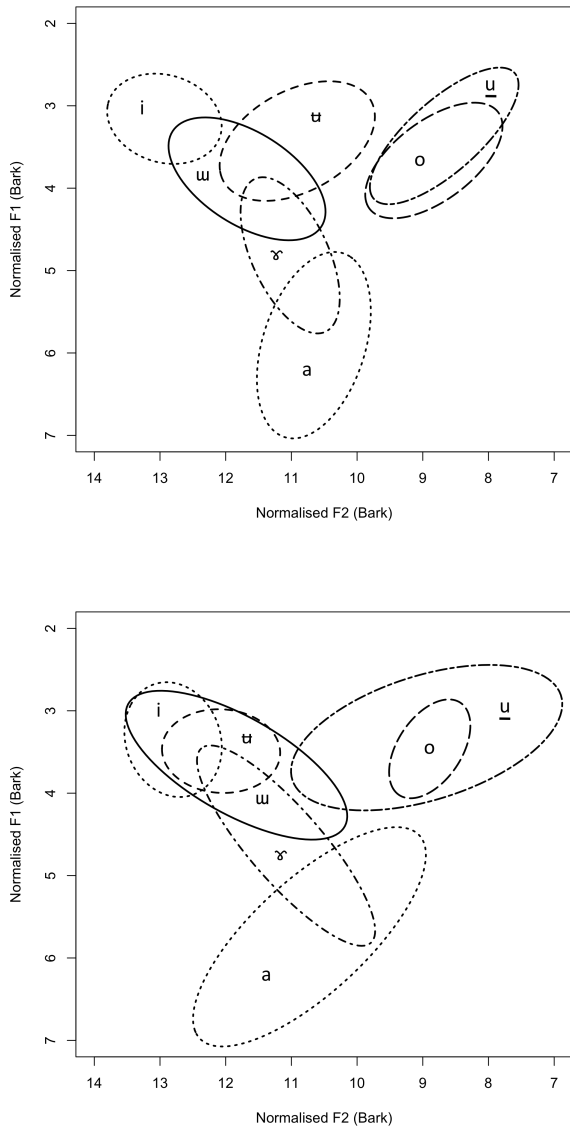 2
3
4
5
6
7
Normalised F1 (Bark)
i
ʉ
u
ɯ
o
ɤ
a
14 13 12 11 10 9 8 7
Normalised F2 (Bark)
2
3
4
5
6
7
Normalised F1 (Bark)
i
ʉ
u
ɯ
o
ɤ
a
14 13 12 11 10 9 8 7
Normalised F2 (Bark)